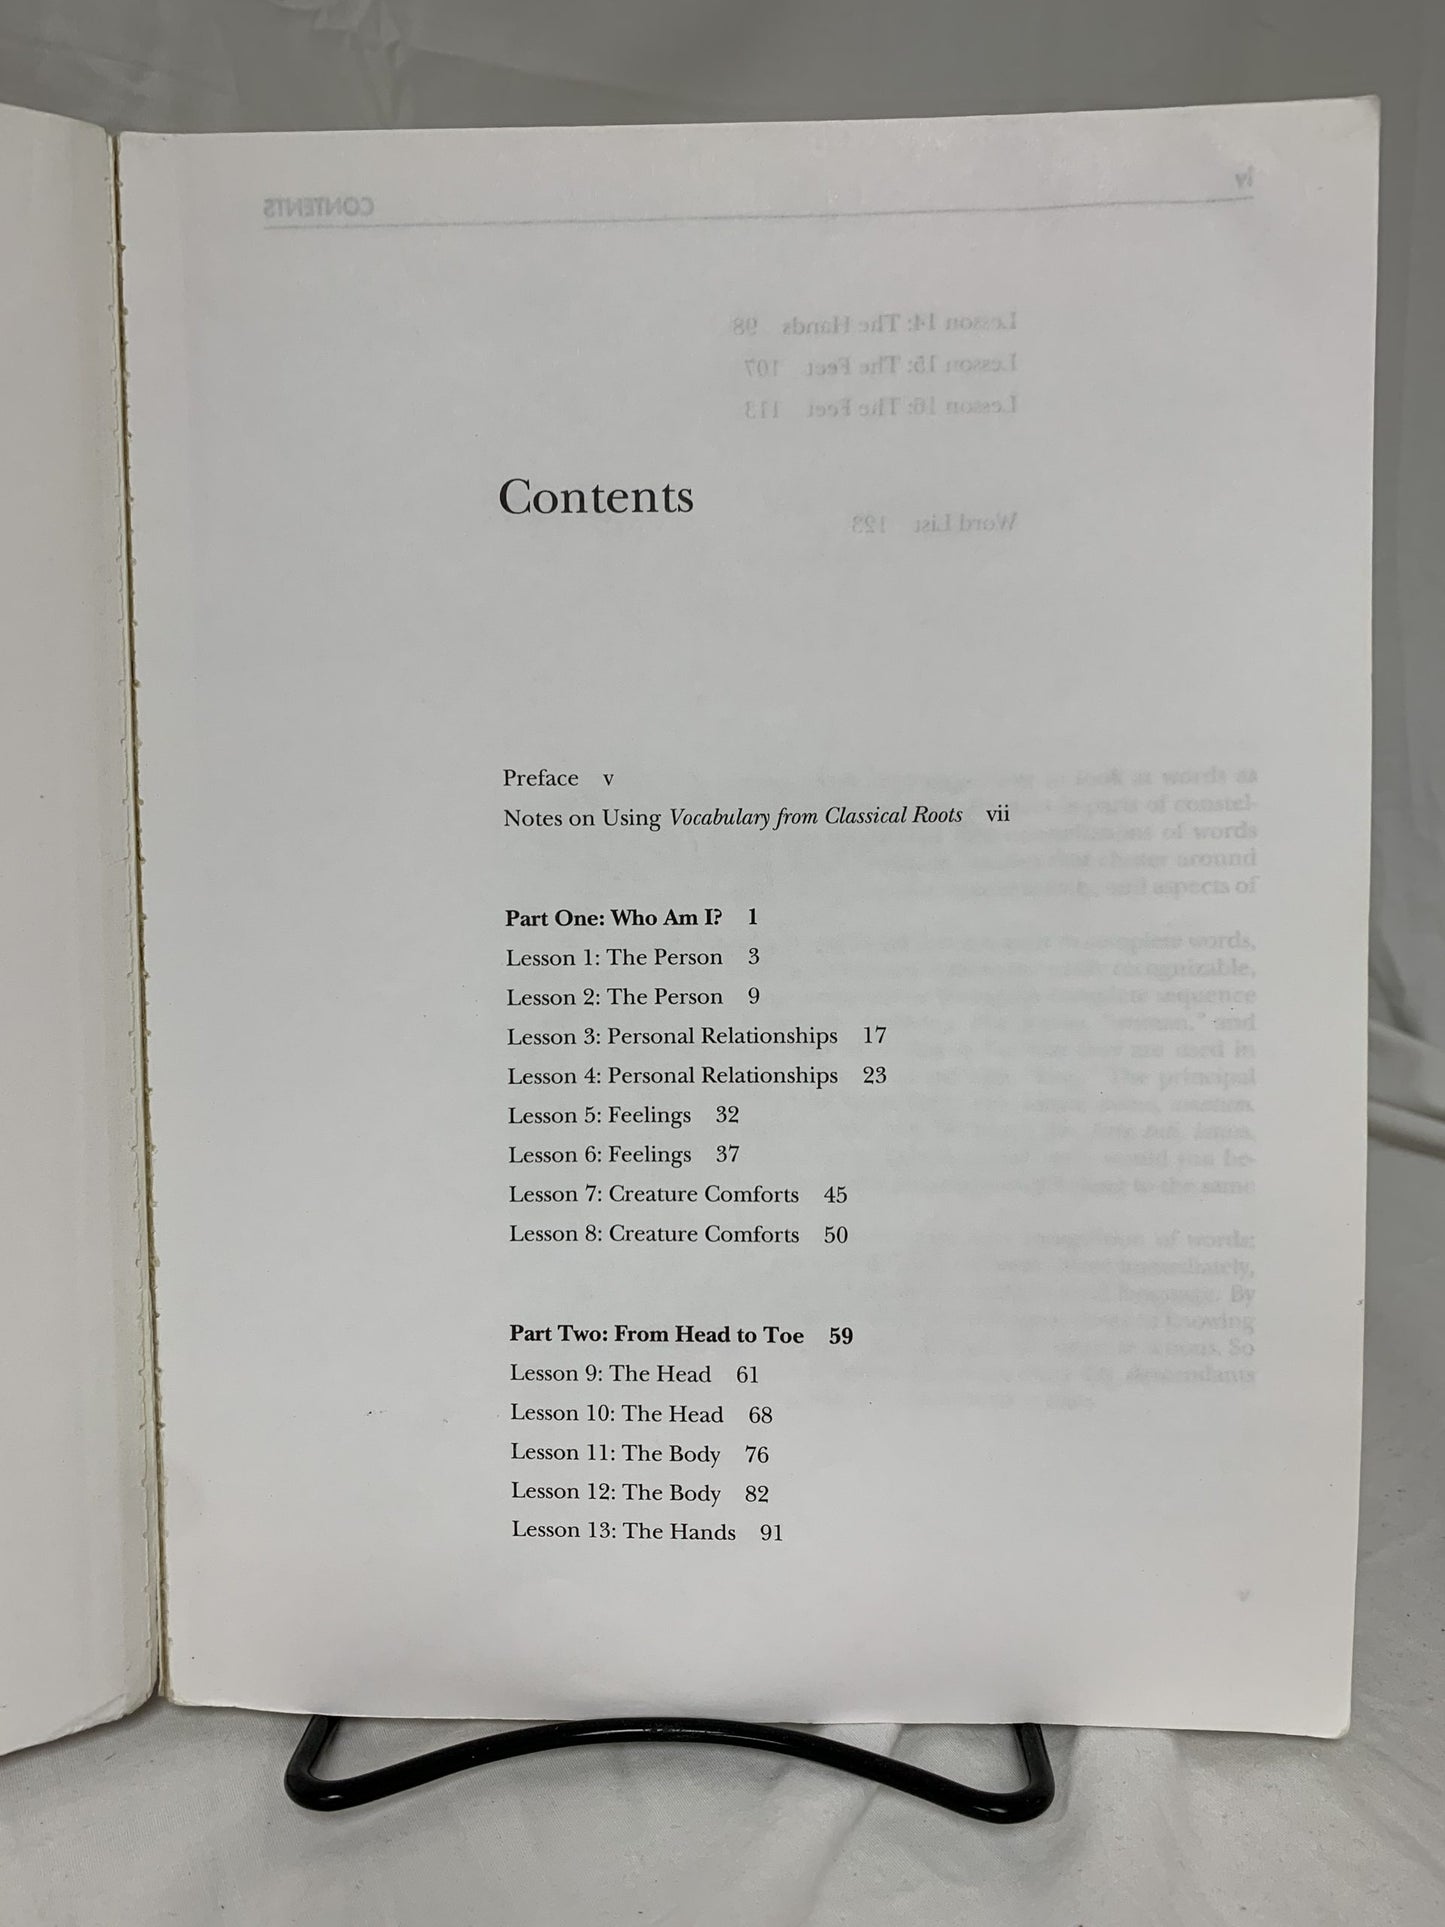 Contents
Preface v
Notes on Using Vocabulary from Classical Roots vii
Part One: Who Am I? 1
Lesson 1: The Person 3
Lesson 2: The Person 9
Lesson 3: Personal Relationships 17
Lesson 4: Personal Relationships 23
Lesson 5: Feelings 32
Lesson 6: Feelings 37
Lesson 7: Creature Comforts 45
Lesson 8: Creature Comforts 50
Part Two: From Head to Toe 59
Lesson 9: The Head 61
Lesson 10: The Head 68
Lesson 11: The Body 76
Lesson 12: The Body 82
Lesson 13: The Hands 91